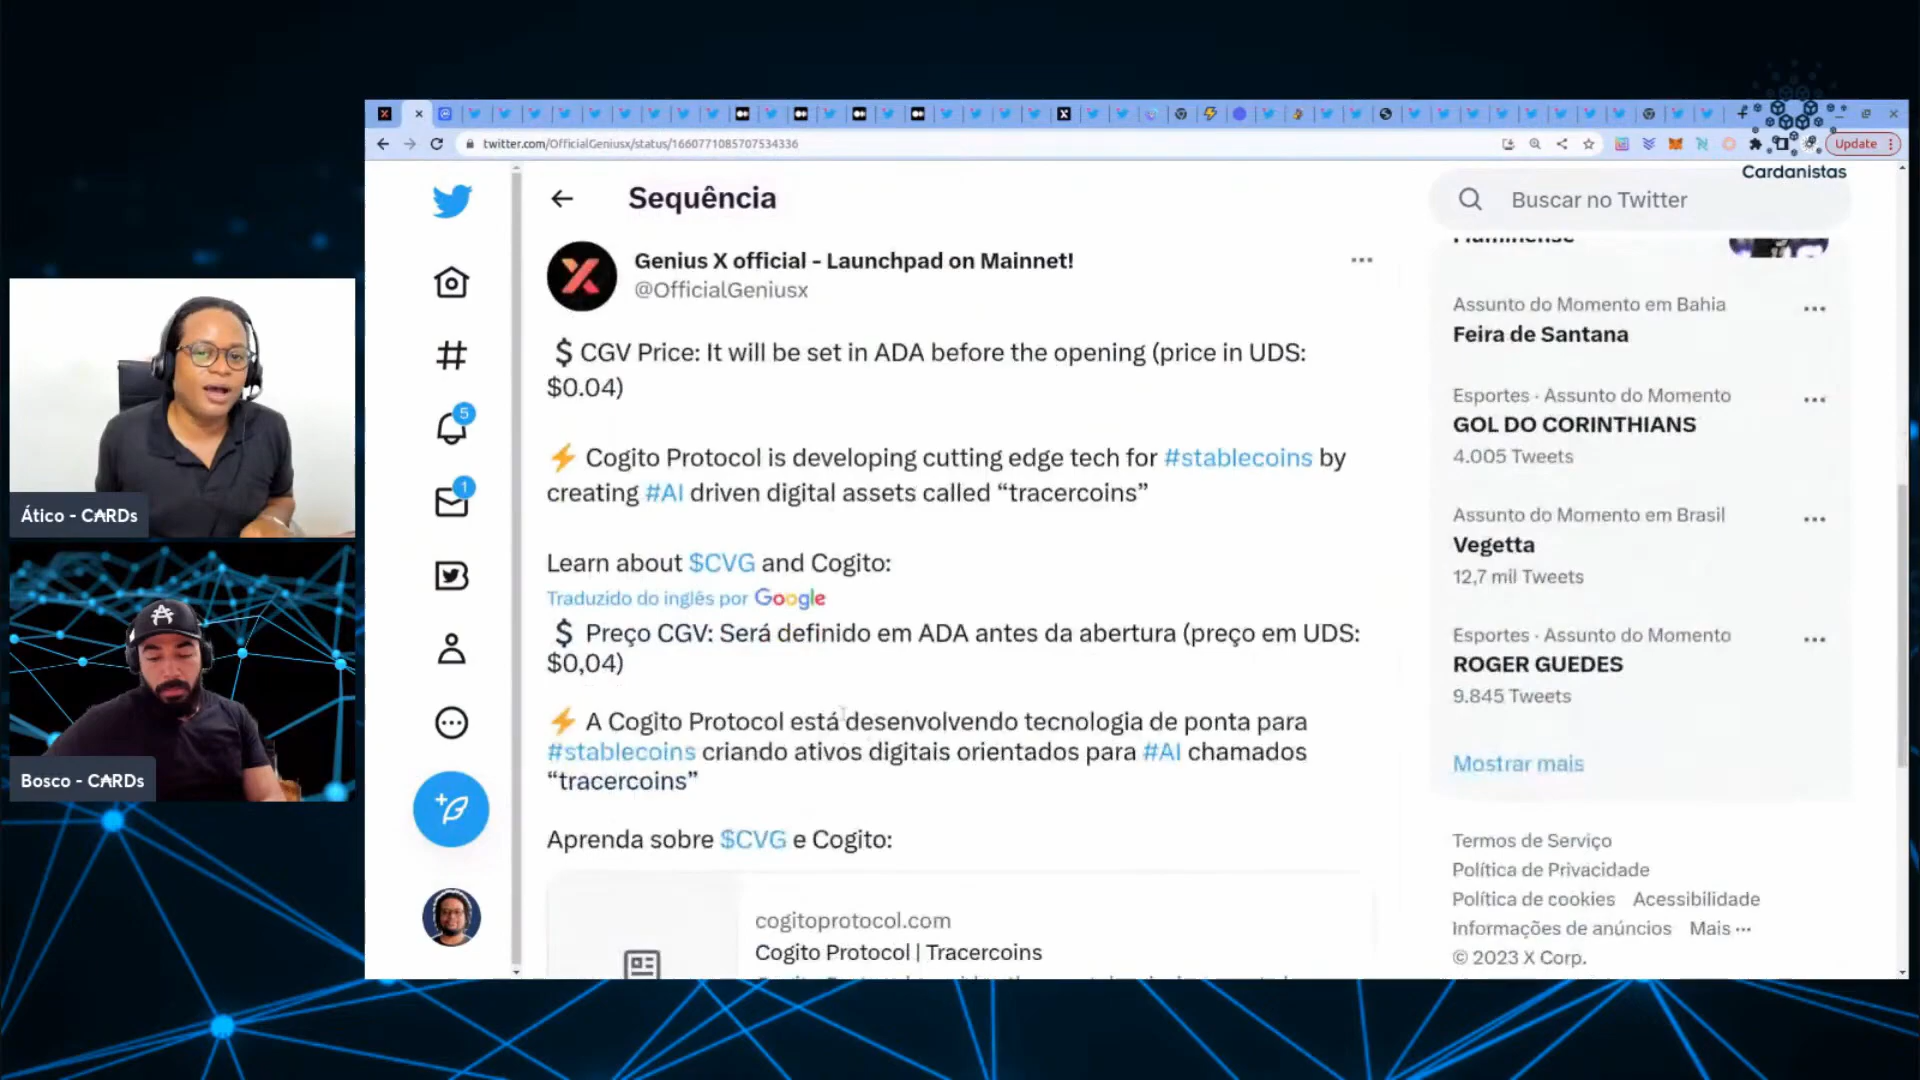 twitter.com/OfficialGeniusx/status/1660771085707534336
Update
Cardanistas
Sequência
Genius X official - Launchpad on Mainnet!
@OfficialGeniusx
$ CGV Price: It will be set in ADA before the opening (price in UDS:
$0.04)
⚡ Cogito Protocol is developing cutting edge tech for #stablecoins by
creating #AI driven digital assets called “tracercoins”
Learn about $CVG and Cogito:
Traduzido do inglês por Google
$ Preço CGV: Será definido em ADA antes da abertura (preço em UDS:
$0,04)
⚡ A Cogito Protocol está desenvolvendo tecnologia de ponta para
#stablecoins criando ativos digitais orientados para #AI chamados
“tracercoins”
Aprenda sobre $CVG e Cogito:
cogitoprotocol.com
Cogito Protocol | Tracercoins
Buscar no Twitter
Fluminense
Assunto do Momento em Bahia
Feira de Santana
Esportes · Assunto do Momento
GOL DO CORINTHIANS
4.005 Tweets
Assunto do Momento em Brasil
Vegetta
12,7 mil Tweets
Esportes · Assunto do Momento
ROGER GUEDES
9.845 Tweets
Mostrar mais
Termos de Serviço
Política de Privacidade
Política de cookies Acessibilidade
Informações de anúncios Mais ···
© 2023 X Corp.
5
1
Ático - C₳RDs
Bosco - C₳RDs